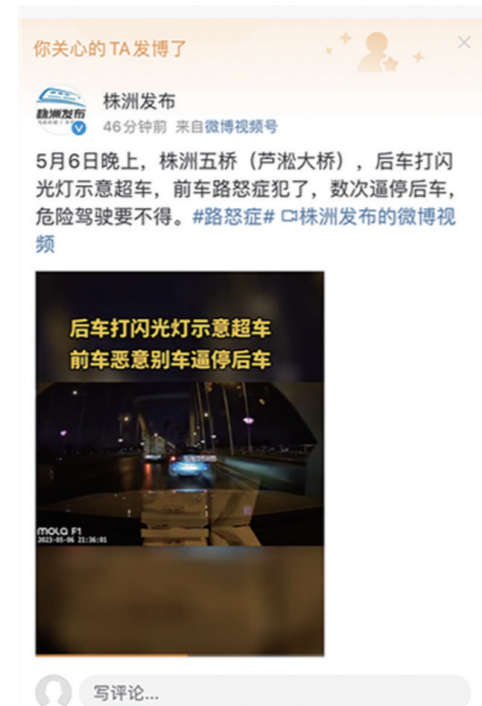 你关心的TA发博了
株洲发布
株洲发布
46分钟前 来自微博视频号
5月6日晚上，株洲五桥（芦淞大桥），后车打闪
光灯示意超车，前车路怒症犯了，数次逼停后车，
危险驾驶要不得。#路怒症# 株洲发布的微博视
频
后车打闪光灯示意超车
前车恶意别车逼停后车
MOLA F1
2023-05-06 21:36:01
写评论...